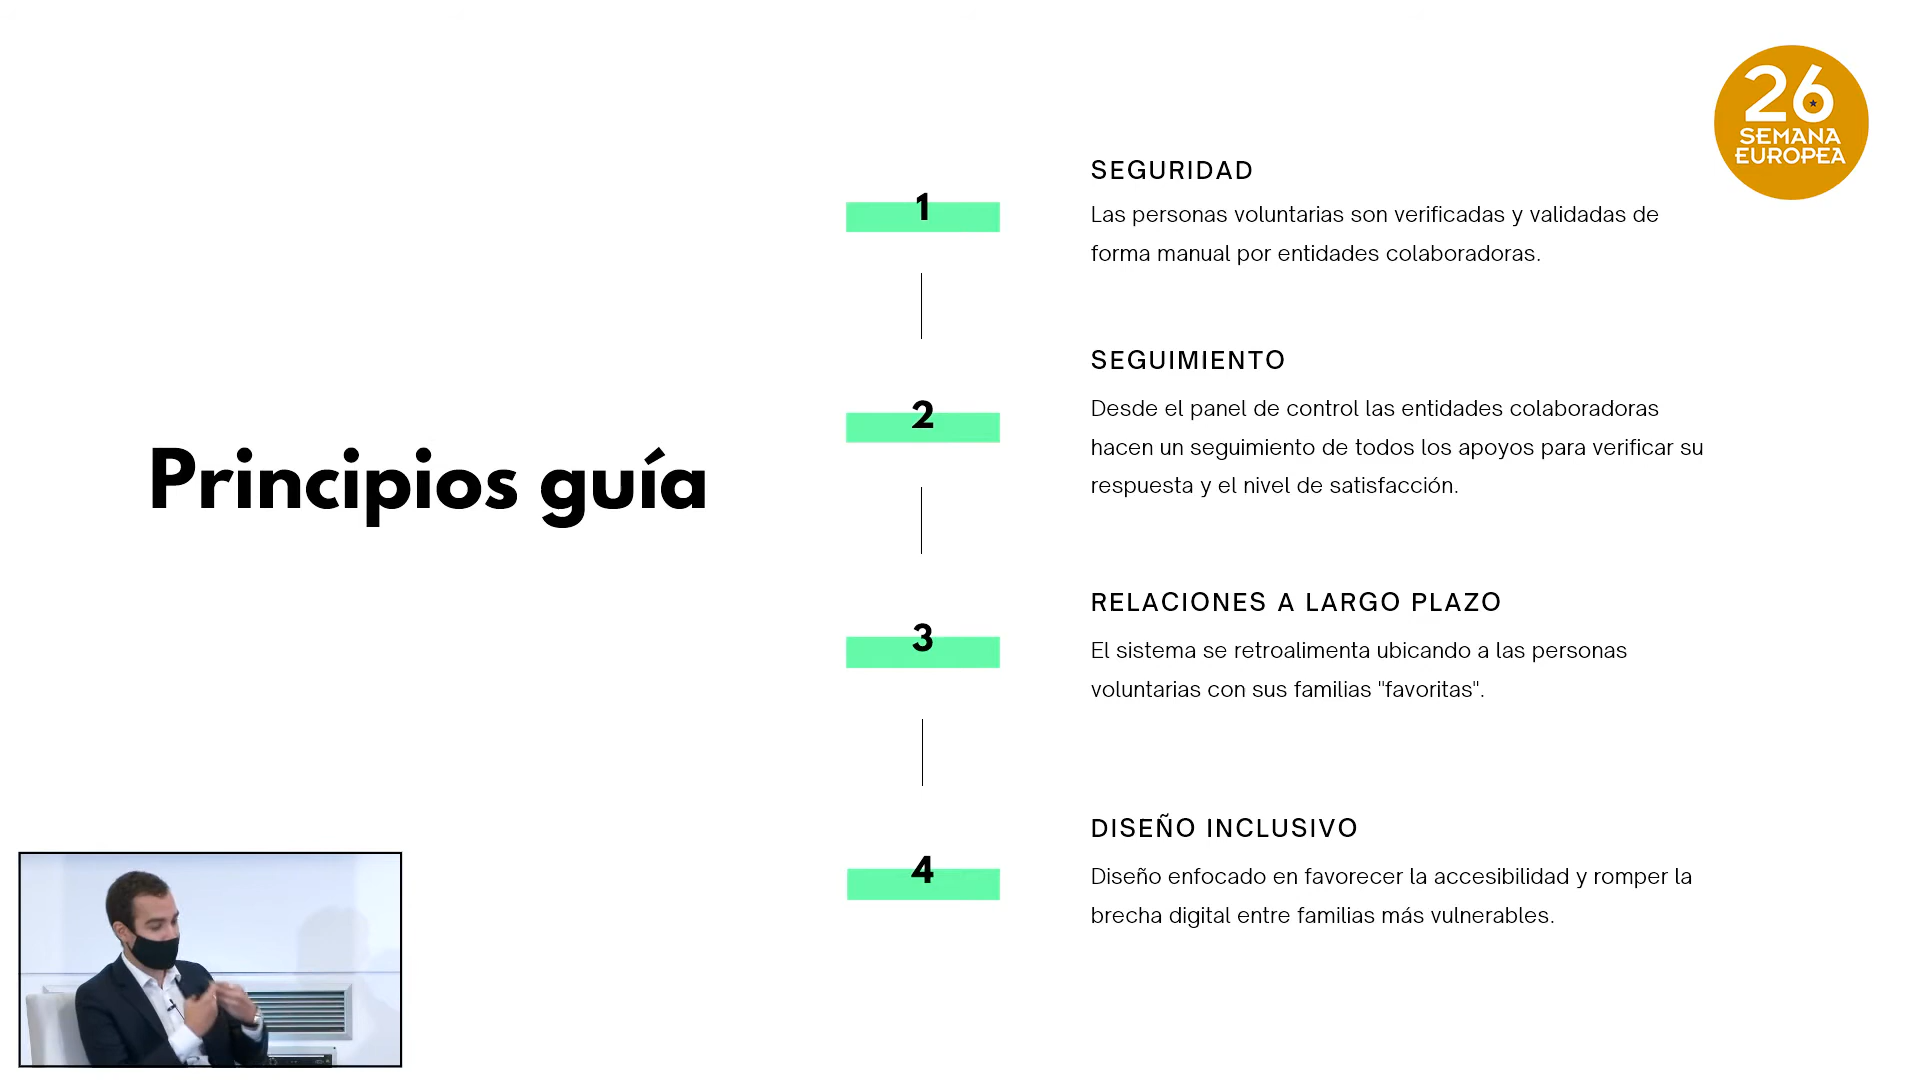 26
SEMANA
EUROPEA
Principios guía
1
SEGURIDAD
Las personas voluntarias son verificadas y validadas de
forma manual por entidades colaboradoras.
2
SEGUIMIENTO
Desde el panel de control las entidades colaboradoras
hacen un seguimiento de todos los apoyos para verificar su
respuesta y el nivel de satisfacción.
3
RELACIONES A LARGO PLAZO
El sistema se retroalimenta ubicando a las personas
voluntarias con sus familias "favoritas".
4
DISEÑO INCLUSIVO
Diseño enfocado en favorecer la accesibilidad y romper la
brecha digital entre familias más vulnerables.